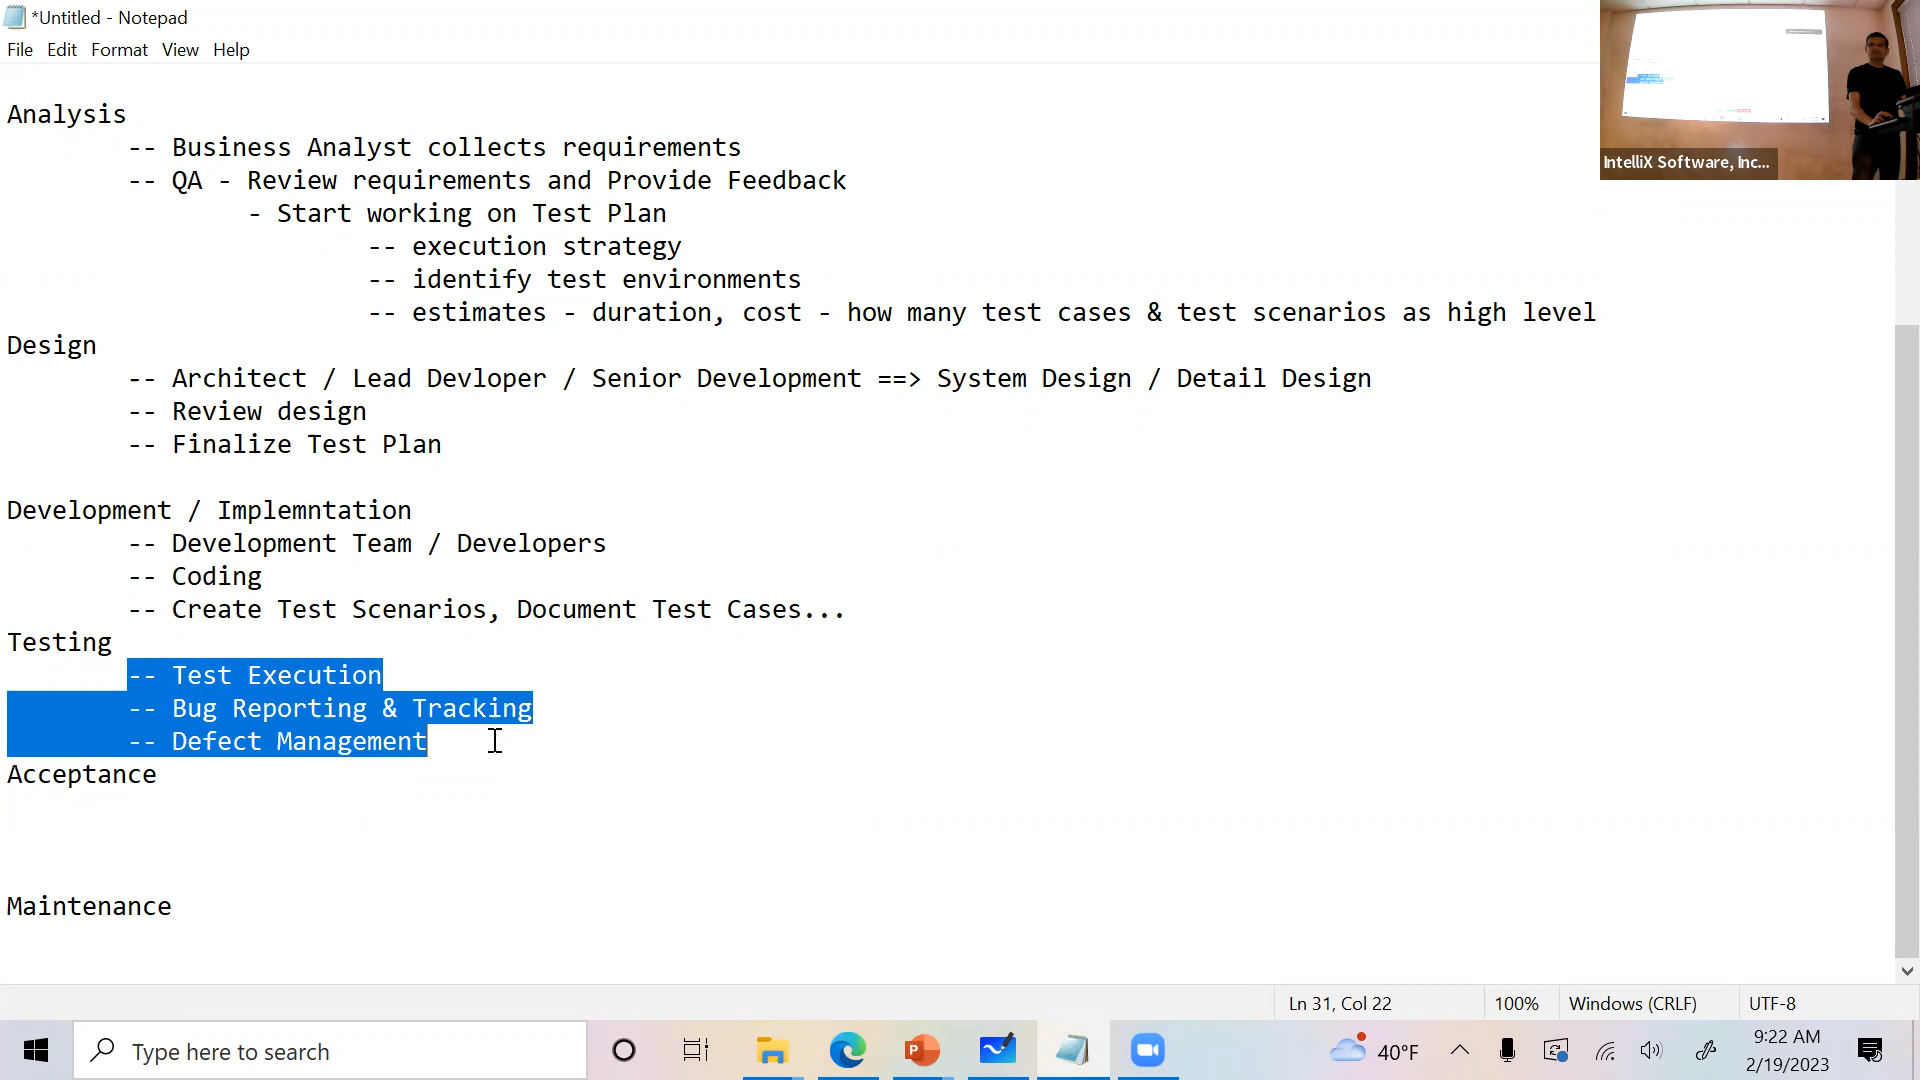 *Untitled - Notepad
File Edit Format View Help
Analysis
-- Business Analyst collects requirements
-- QA - Review requirements and Provide Feedback
- Start working on Test Plan
-- execution strategy
-- identify test environments
-- estimates - duration, cost - how many test cases & test scenarios as high level
Design
-- Architect / Lead Devloper / Senior Development ==> System Design / Detail Design
-- Review design
-- Finalize Test Plan
Development / Implemntation
-- Development Team / Developers
-- Coding
-- Create Test Scenarios, Document Test Cases...
Testing
-- Test Execution
-- Bug Reporting & Tracking
-- Defect Management
Acceptance
Maintenance
IntelliX Software, Inc...
Ln 31, Col 22 100% Windows (CRLF) UTF-8
Type here to search
40°F
9:22 AM
2/19/2023